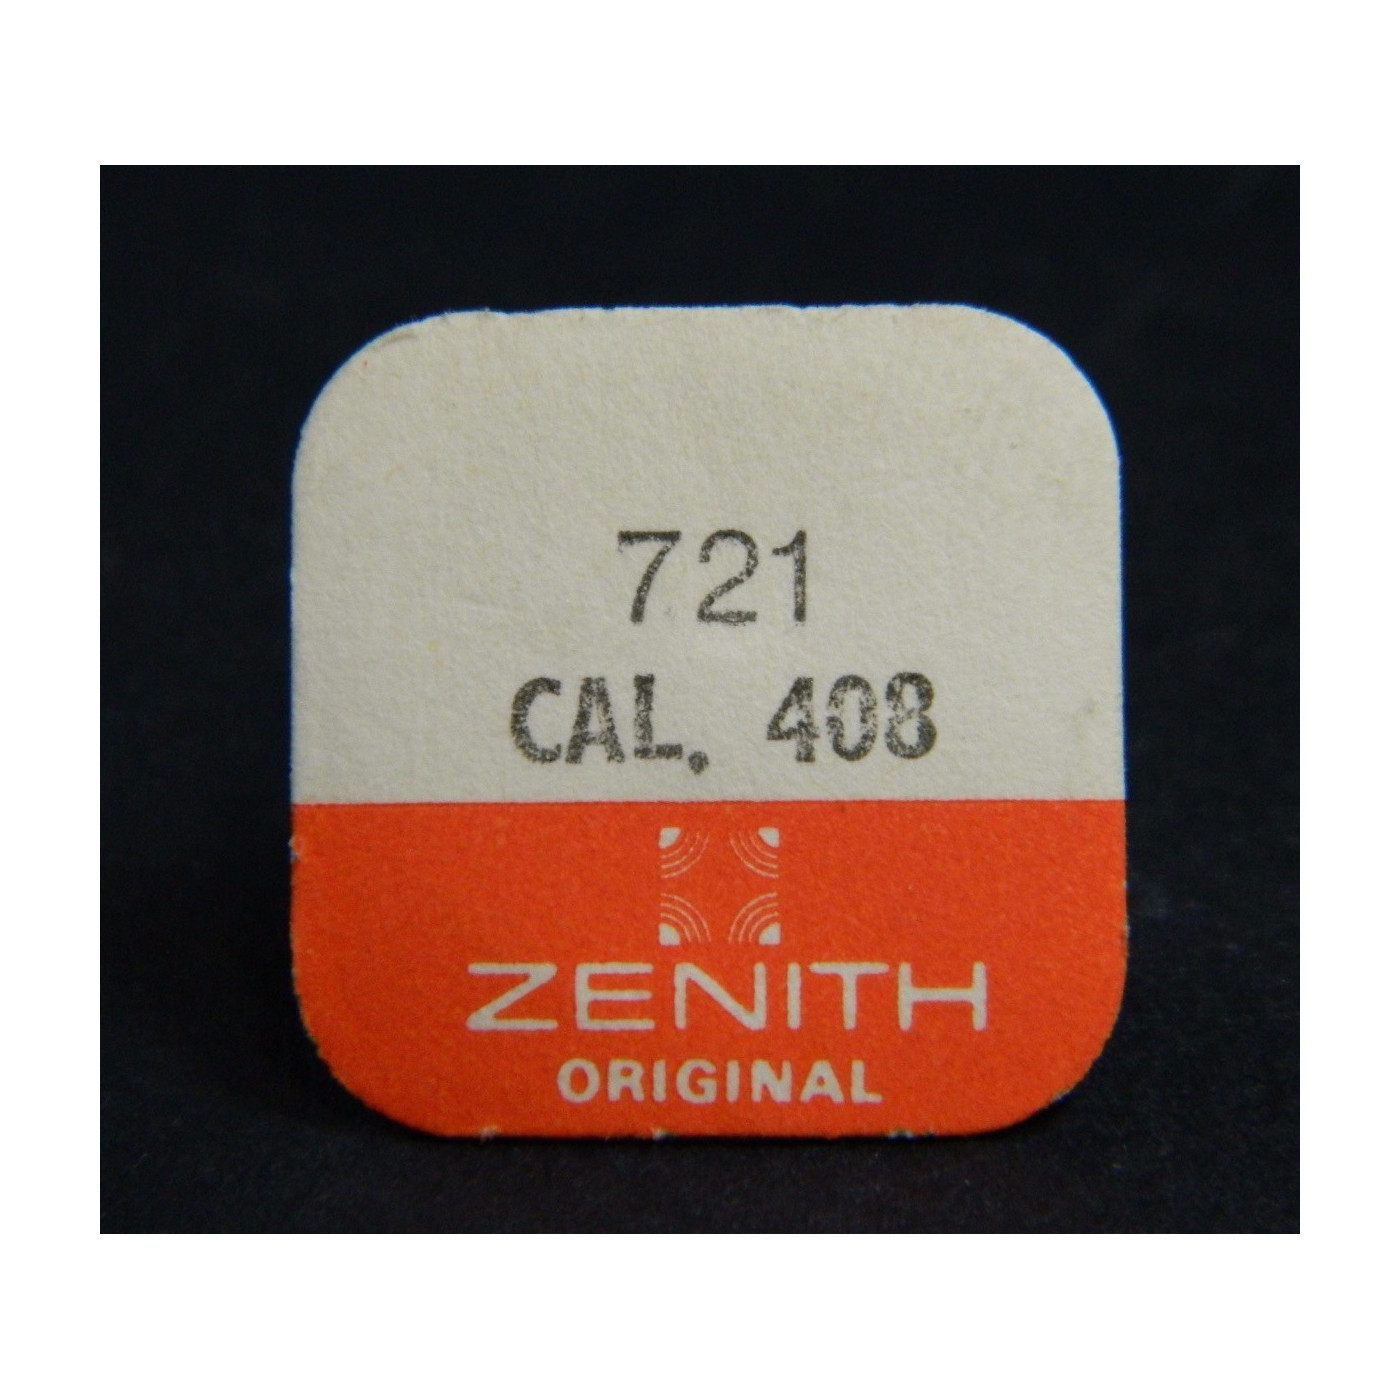 721
CAL. 408
ZENITH
ORIGINAL